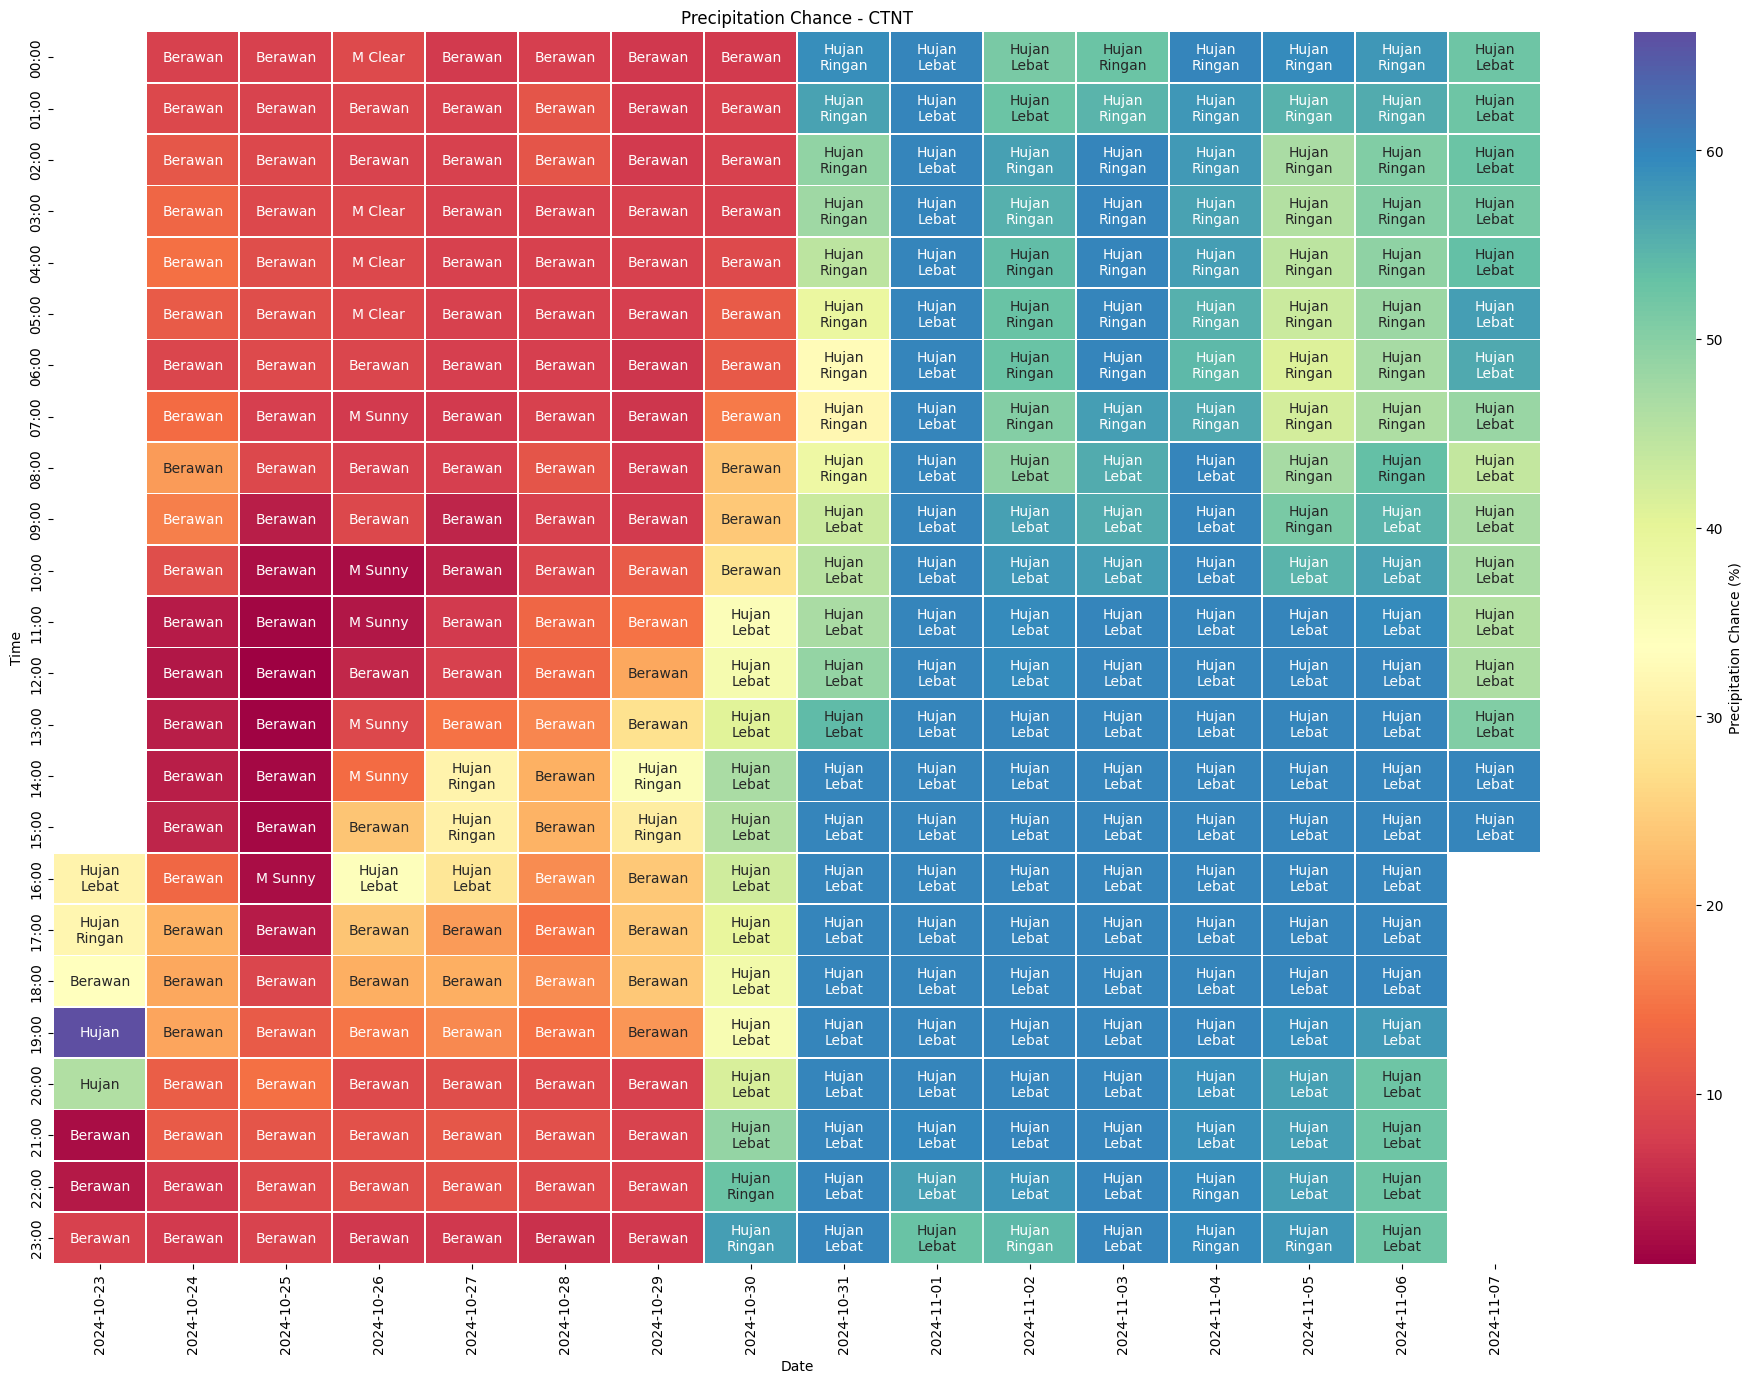 Precipitation Chance - CTNT
00:00 Berawan Berawan M Clear Berawan Berawan Berawan Berawan Hujan Ringan Hujan Lebat Hujan Lebat Hujan Ringan Hujan Ringan Hujan Ringan Hujan Ringan Hujan Lebat
01:00 Berawan Berawan Berawan Berawan Berawan Berawan Berawan Hujan Ringan Hujan Lebat Hujan Lebat Hujan Ringan Hujan Ringan Hujan Ringan Hujan Ringan Hujan Lebat
02:00 Berawan Berawan Berawan Berawan Berawan Berawan Berawan Hujan Ringan Hujan Lebat Hujan Ringan Hujan Ringan Hujan Ringan Hujan Ringan Hujan Ringan Hujan Lebat
03:00 Berawan Berawan M Clear Berawan Berawan Berawan Berawan Hujan Ringan Hujan Lebat Hujan Ringan Hujan Ringan Hujan Ringan Hujan Ringan Hujan Ringan Hujan Lebat
04:00 Berawan Berawan M Clear Berawan Berawan Berawan Berawan Hujan Ringan Hujan Lebat Hujan Ringan Hujan Ringan Hujan Ringan Hujan Ringan Hujan Ringan Hujan Lebat
05:00 Berawan Berawan M Clear Berawan Berawan Berawan Berawan Hujan Ringan Hujan Lebat Hujan Ringan Hujan Ringan Hujan Ringan Hujan Ringan Hujan Ringan Hujan Lebat
06:00 Berawan Berawan Berawan Berawan Berawan Berawan Berawan Hujan Ringan Hujan Lebat Hujan Ringan Hujan Ringan Hujan Ringan Hujan Ringan Hujan Ringan Hujan Lebat
07:00 Berawan Berawan M Sunny Berawan Berawan Berawan Berawan Hujan Ringan Hujan Lebat Hujan Ringan Hujan Ringan Hujan Ringan Hujan Ringan Hujan Ringan Hujan Lebat
08:00 Berawan Berawan Berawan Berawan Berawan Berawan Berawan Hujan Ringan Hujan Lebat Hujan Lebat Hujan Lebat Hujan Lebat Hujan Ringan Hujan Ringan Hujan Lebat
09:00 Berawan Berawan Berawan Berawan Berawan Berawan Berawan Hujan Lebat Hujan Lebat Hujan Lebat Hujan Lebat Hujan Lebat Hujan Ringan Hujan Lebat Hujan Lebat
10:00 Berawan Berawan M Sunny Berawan Berawan Berawan Berawan Hujan Lebat Hujan Lebat Hujan Lebat Hujan Lebat Hujan Lebat Hujan Lebat Hujan Lebat Hujan Lebat
11:00 Berawan Berawan M Sunny Berawan Berawan Berawan Hujan Lebat Hujan Lebat Hujan Lebat Hujan Lebat Hujan Lebat Hujan Lebat Hujan Lebat Hujan Lebat Hujan Lebat
12:00 Berawan Berawan Berawan Berawan Berawan Berawan Hujan Lebat Hujan Lebat Hujan Lebat Hujan Lebat Hujan Lebat Hujan Lebat Hujan Lebat Hujan Lebat Hujan Lebat
13:00 Berawan Berawan M Sunny Berawan Berawan Berawan Hujan Lebat Hujan Lebat Hujan Lebat Hujan Lebat Hujan Lebat Hujan Lebat Hujan Lebat Hujan Lebat Hujan Lebat
14:00 Berawan Berawan M Sunny Hujan Ringan Berawan Hujan Ringan Hujan Lebat Hujan Lebat Hujan Lebat Hujan Lebat Hujan Lebat Hujan Lebat Hujan Lebat Hujan Lebat Hujan Lebat
15:00 Berawan Berawan Berawan Hujan Ringan Berawan Hujan Ringan Hujan Lebat Hujan Lebat Hujan Lebat Hujan Lebat Hujan Lebat Hujan Lebat Hujan Lebat Hujan Lebat Hujan Lebat
16:00 Hujan Lebat Berawan M Sunny Hujan Lebat Hujan Lebat Berawan Berawan Hujan Lebat Hujan Lebat Hujan Lebat Hujan Lebat Hujan Lebat Hujan Lebat Hujan Lebat Hujan Lebat
17:00 Hujan Ringan Berawan Berawan Berawan Berawan Berawan Berawan Hujan Lebat Hujan Lebat Hujan Lebat Hujan Lebat Hujan Lebat Hujan Lebat Hujan Lebat Hujan Lebat
18:00 Berawan Berawan Berawan Berawan Berawan Berawan Berawan Hujan Lebat Hujan Lebat Hujan Lebat Hujan Lebat Hujan Lebat Hujan Lebat Hujan Lebat Hujan Lebat
19:00 Hujan Berawan Berawan Berawan Berawan Berawan Berawan Hujan Lebat Hujan Lebat Hujan Lebat Hujan Lebat Hujan Lebat Hujan Lebat Hujan Lebat Hujan Lebat
20:00 Hujan Berawan Berawan Berawan Berawan Berawan Berawan Hujan Lebat Hujan Lebat Hujan Lebat Hujan Lebat Hujan Lebat Hujan Lebat Hujan Lebat Hujan Lebat
21:00 Berawan Berawan Berawan Berawan Berawan Berawan Berawan Hujan Lebat Hujan Lebat Hujan Lebat Hujan Lebat Hujan Lebat Hujan Lebat Hujan Lebat Hujan Lebat
22:00 Berawan Berawan Berawan Berawan Berawan Berawan Berawan Hujan Ringan Hujan Lebat Hujan Lebat Hujan Lebat Hujan Lebat Hujan Ringan Hujan Lebat Hujan Lebat
23:00 Berawan Berawan Berawan Berawan Berawan Berawan Berawan Hujan Ringan Hujan Lebat Hujan Lebat Hujan Ringan Hujan Lebat Hujan Ringan Hujan Ringan Hujan Lebat
2024-10-23 2024-10-24 2024-10-25 2024-10-26 2024-10-27 2024-10-28 2024-10-29 2024-10-30 2024-10-31 2024-11-01 2024-11-02 2024-11-03 2024-11-04 2024-11-05 2024-11-06 2024-11-07
Time
Date
60
50
40
30
20
10
Precipitation Chance (%)